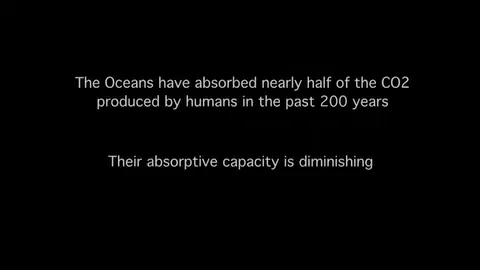 The Oceans have absorbed nearly half of the CO2
produced by humans in the past 200 years
Their absorptive capacity is diminishing